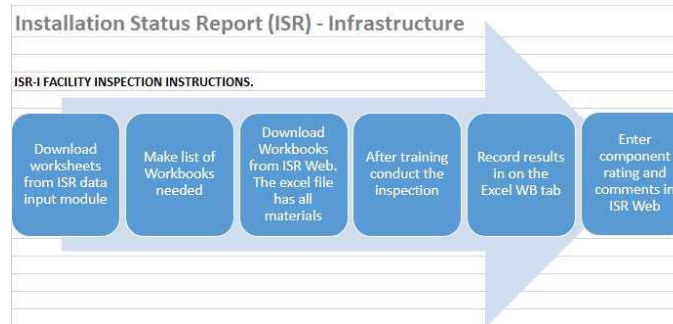 Installation Status Report (ISR) - Infrastructure
ISR-I FACILITY INSPECTION INSTRUCTIONS.
Download
worksheets
from ISR data
input module
Make list of
Workbooks
needed
Download
Workbooks
from ISR Web.
The excel file
has all
materials
After training
conduct the
inspection
Record results
in on the
Excel WB tab
Enter
component
rating and
comments in
ISR Web